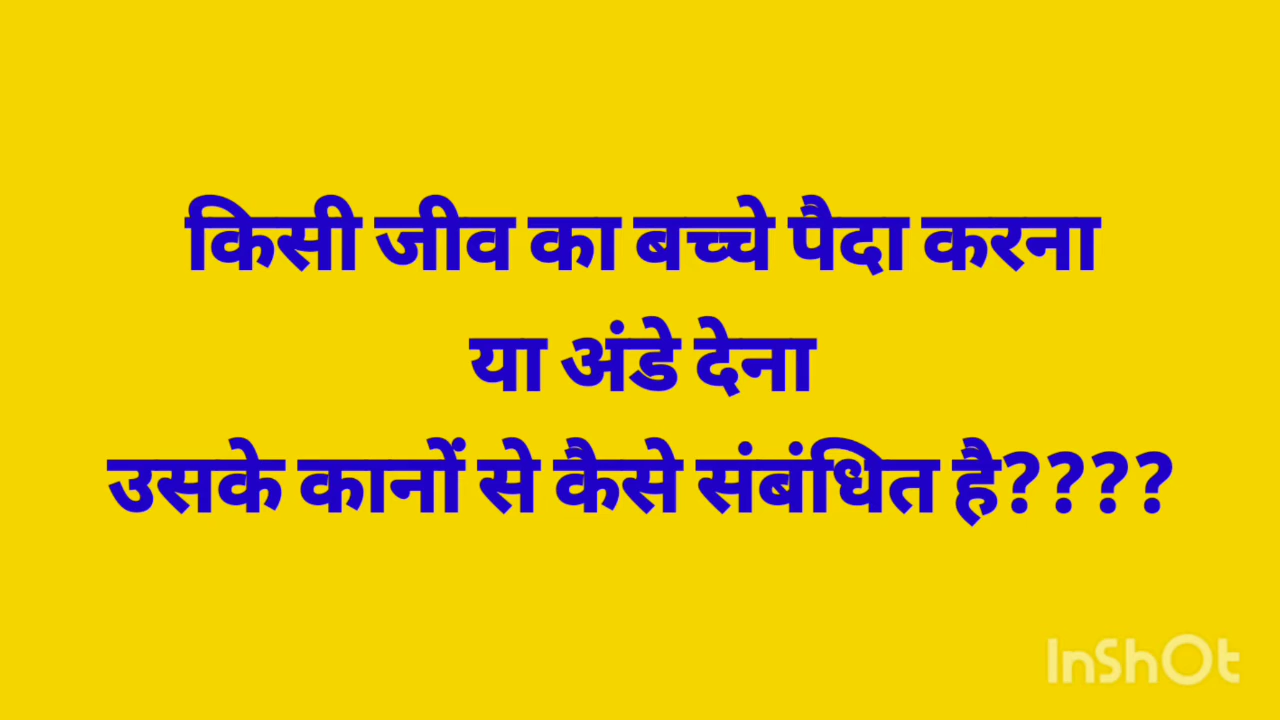 किसी जीव का बच्चे पैदा करना
या अंडे देना
उसके कानों से कैसे संबंधित है????
InShOt